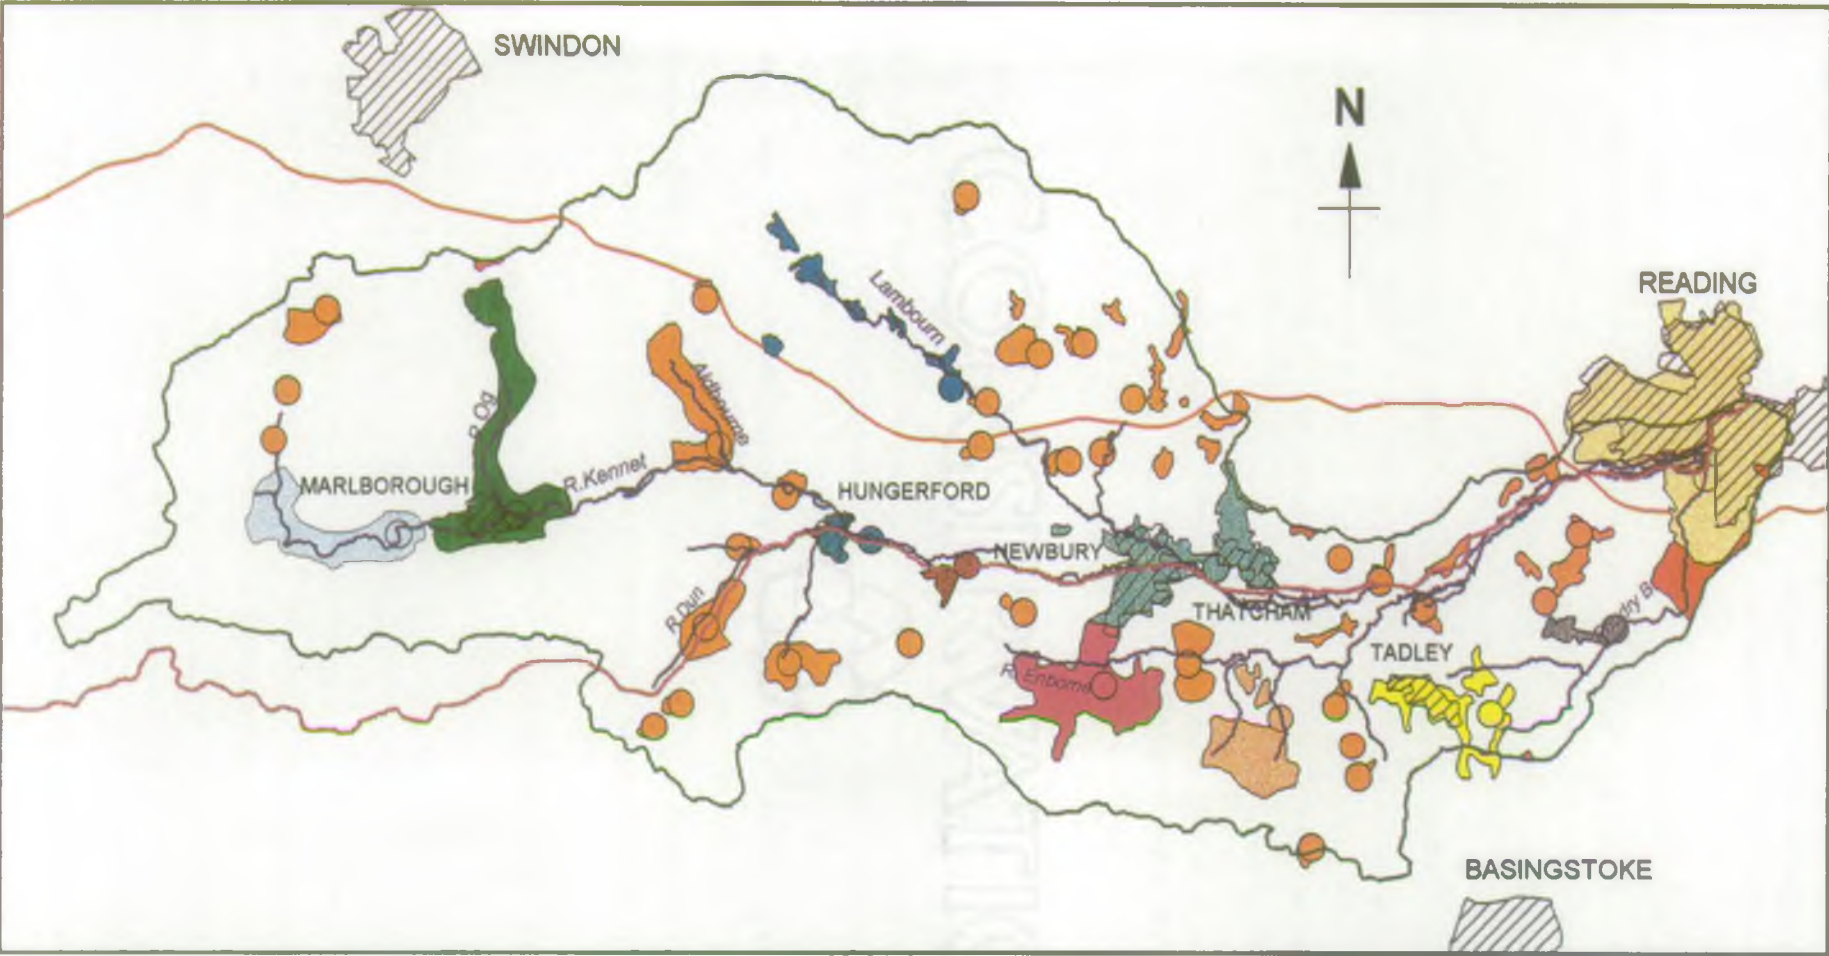 SWINDON
N
READING
Lambourn
Aldbourne
R.Og
R.Kennet
MARLBOROUGH
HUNGERFORD
NEWBURY
R.Dun
THATCHAM
TADLEY
R. Enborne
BASINGSTOKE